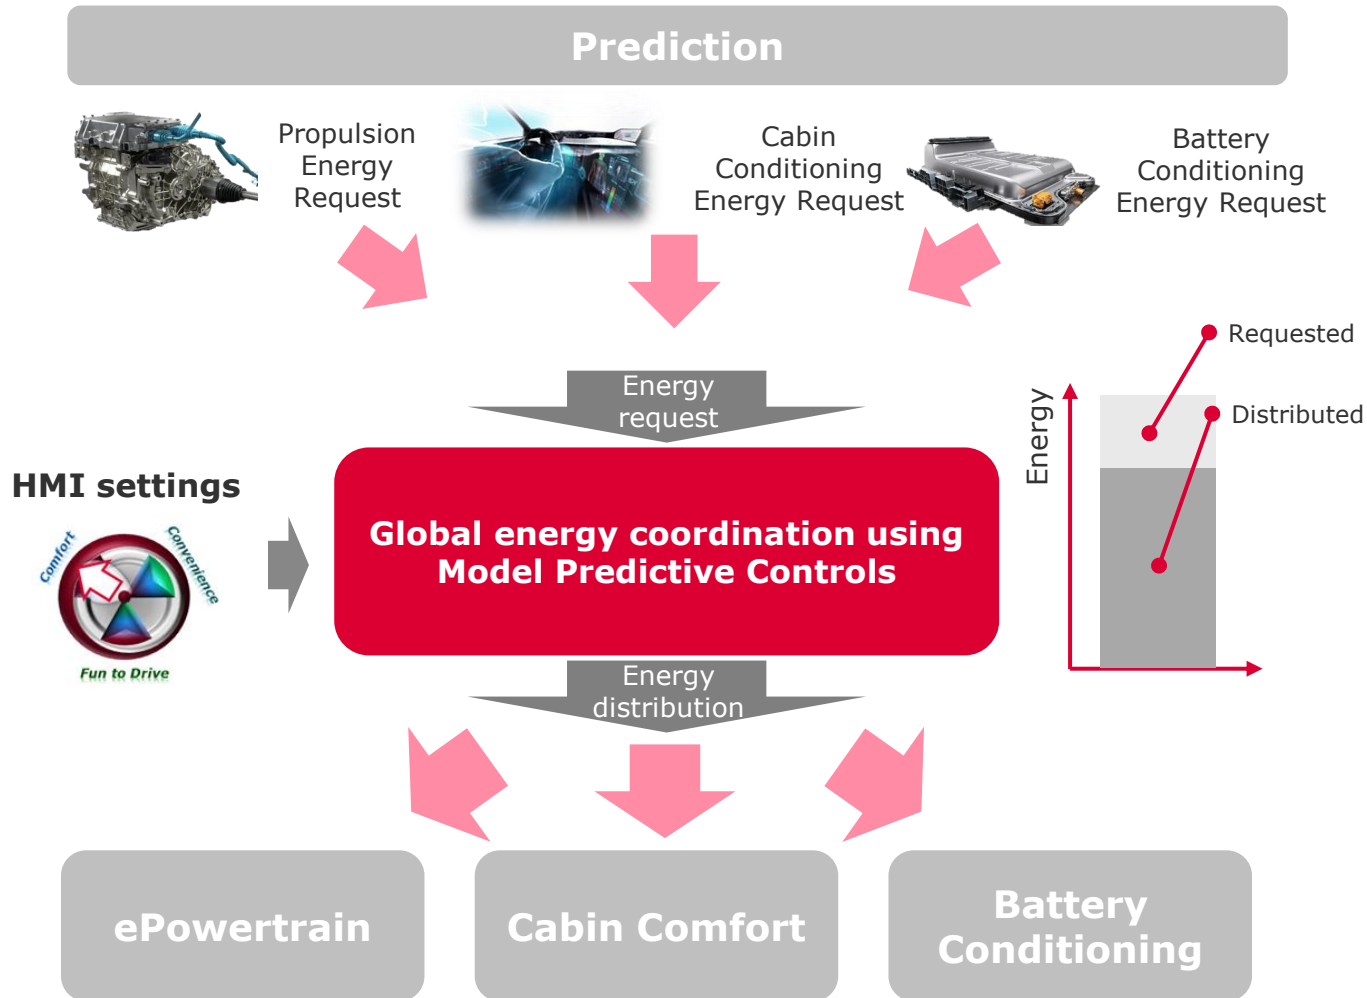 Prediction
Propulsion
Energy
Request
Cabin
Conditioning
Energy Request
Battery
Conditioning
Energy Request
Requested
Distributed
Energy
Energy
request
HMI settings
Comfort
Convenience
Fun to Drive
Global energy coordination using
Model Predictive Controls
Energy
distribution
ePowertrain
Cabin Comfort
Battery
Conditioning